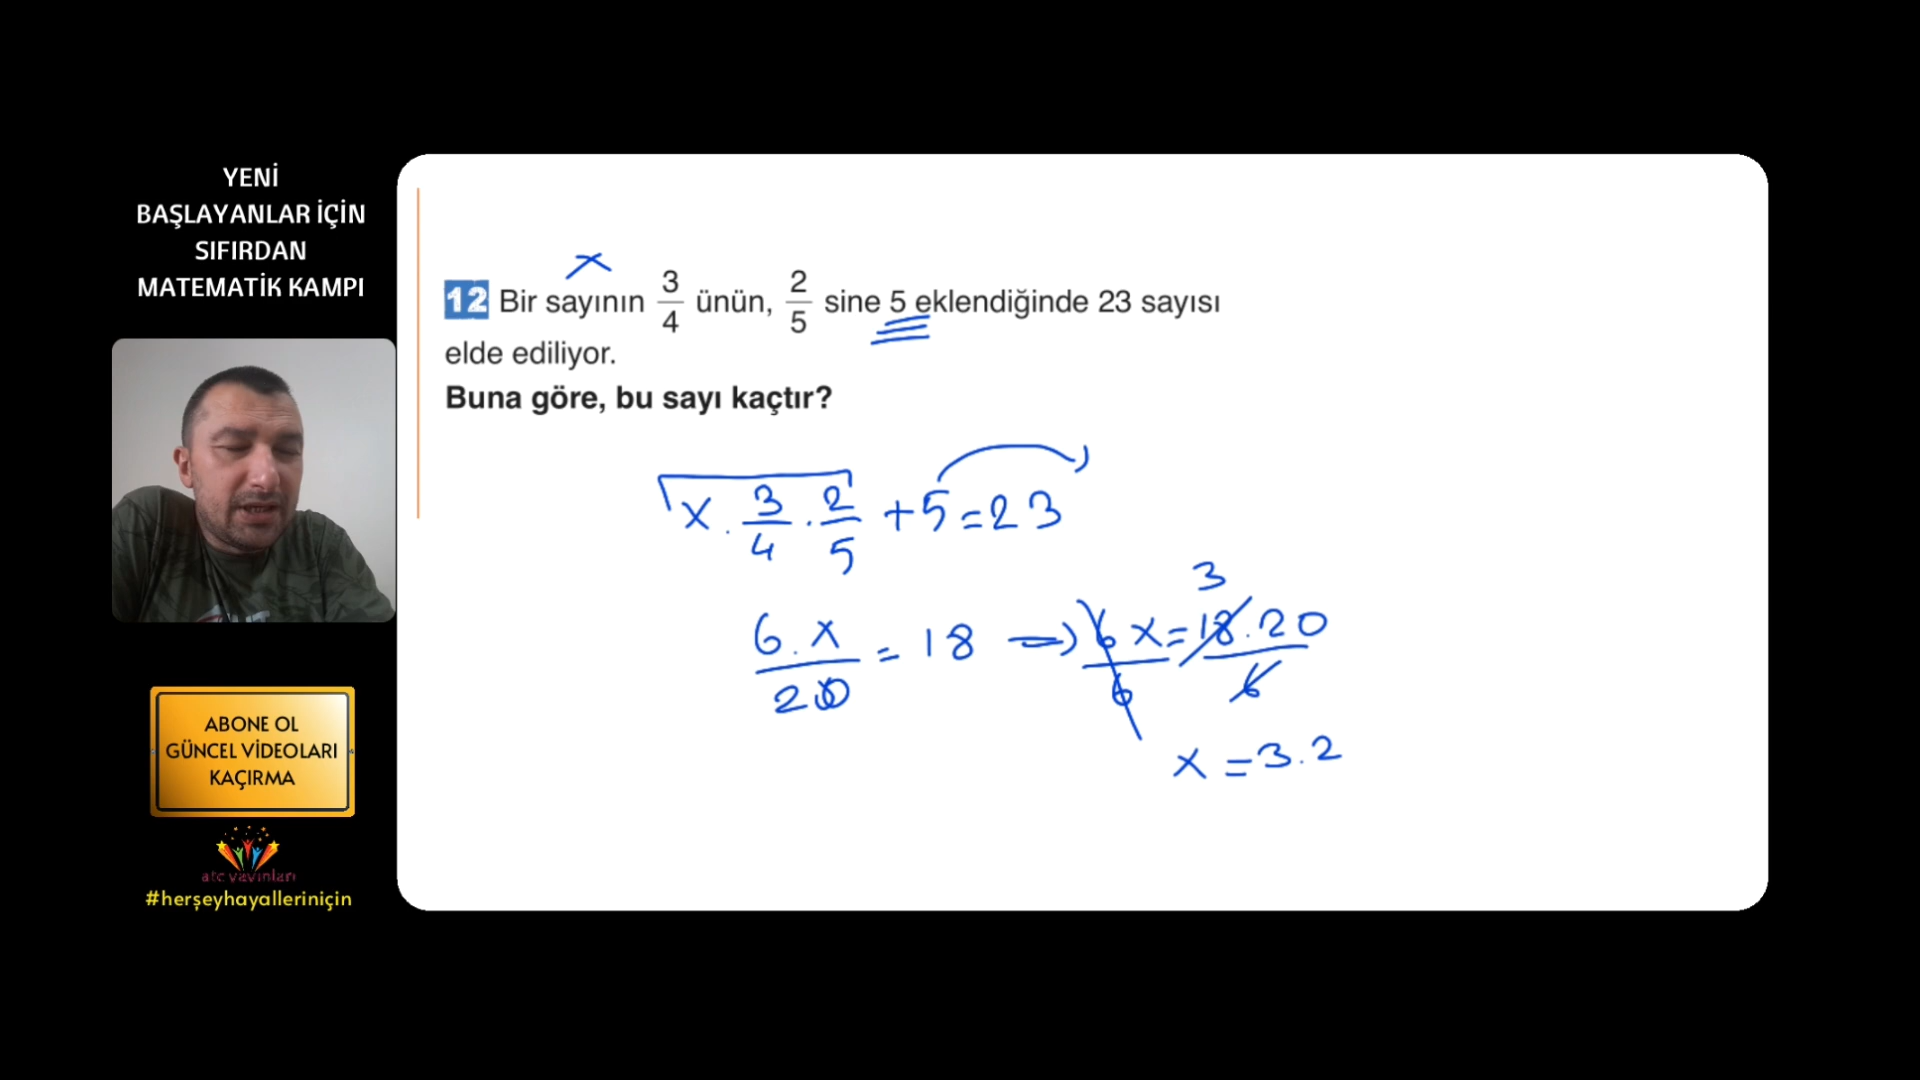 YENİ
BAŞLAYANLAR İÇİN
SIFIRDAN
MATEMATİK KAMPI
x
12 Bir sayının 3/4 ünün, 2/5 sine 5 eklendiğinde 23 sayısı
elde ediliyor.
Buna göre, bu sayı kaçtır?
x . 3/4 . 2/5 + 5 = 23
3
6.x/20 = 18 => 6x/6 = 18.20/6
x = 3.2
ABONE OL
GÜNCEL VİDEOLARI
KAÇIRMA
atc yayınları
#herşeyhayalleriniçin